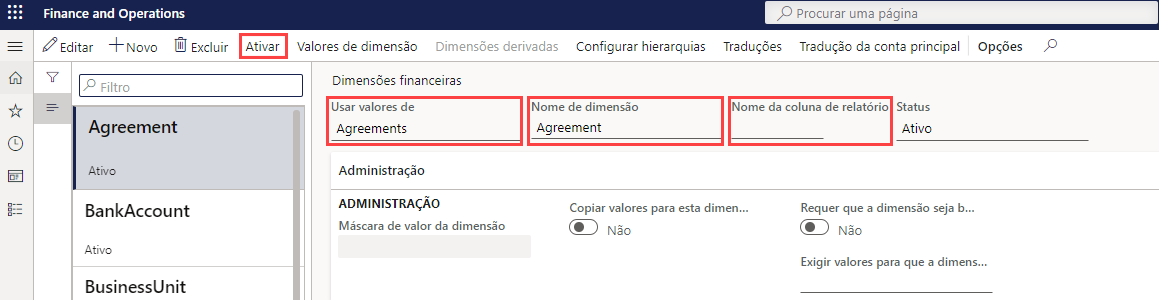 Finance and Operations
Procurar uma página
Editar Novo Excluir Ativar Valores de dimensão Dimensões derivadas Configurar hierarquias Traduções Tradução da conta principal Opções
Filtro
Agreement
Ativo
BankAccount
Ativo
BusinessUnit
Dimensões financeiras
Usar valores de Nome de dimensão Nome da coluna de relatório Status
Agreements Agreement Ativo
Administração
ADMINISTRAÇÃO Copiar valores para esta dimen... Requer que a dimensão seja b...
Máscara de valor da dimensão Não Não
Exigir valores para que a dimens...